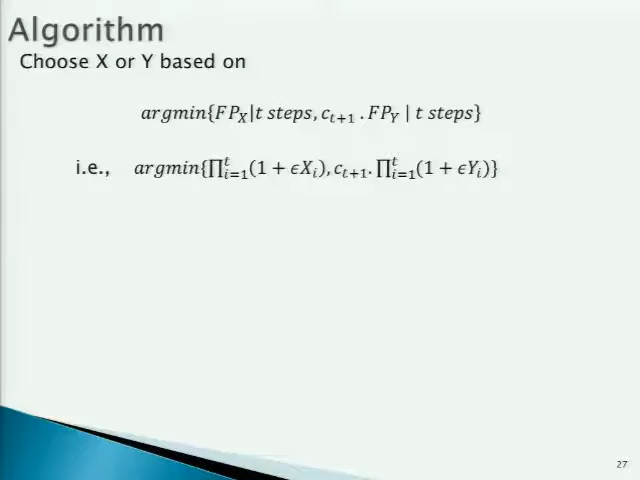 Algorithm
Choose X or Y based on
argmin{FP_X|t steps, c_{t+1} . FP_Y | t steps}
i.e., argmin{∏_{i=1}^t(1 + ϵX_i), c_{t+1}. ∏_{i=1}^t(1 + ϵY_i)}
27